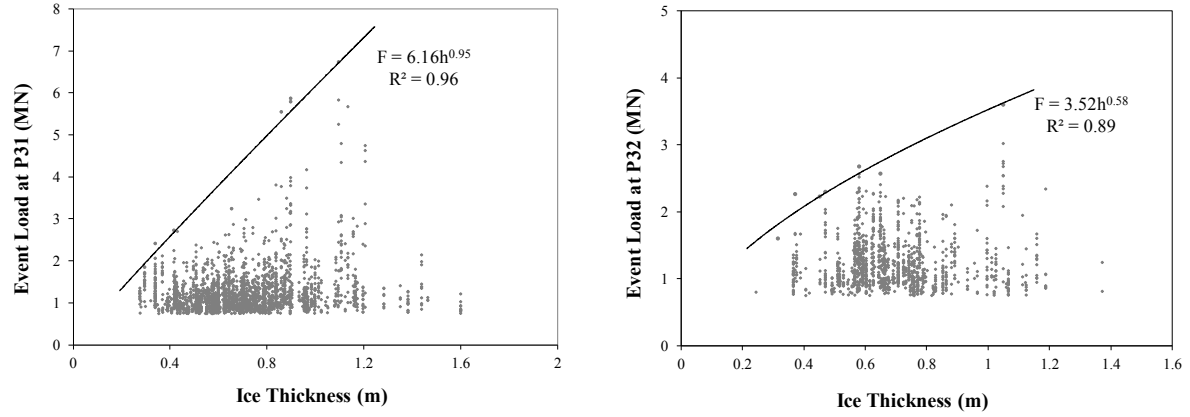 8
7
6
5
4
3
2
1
0
Event Load at P31 (MN)
F = 6.16h^0.95
R² = 0.96
0 0.4 0.8 1.2 1.6 2
Ice Thickness (m)
5
4
3
2
1
0
Event Load at P32 (MN)
F = 3.52h^0.58
R² = 0.89
0 0.2 0.4 0.6 0.8 1 1.2 1.4 1.6
Ice Thickness (m)